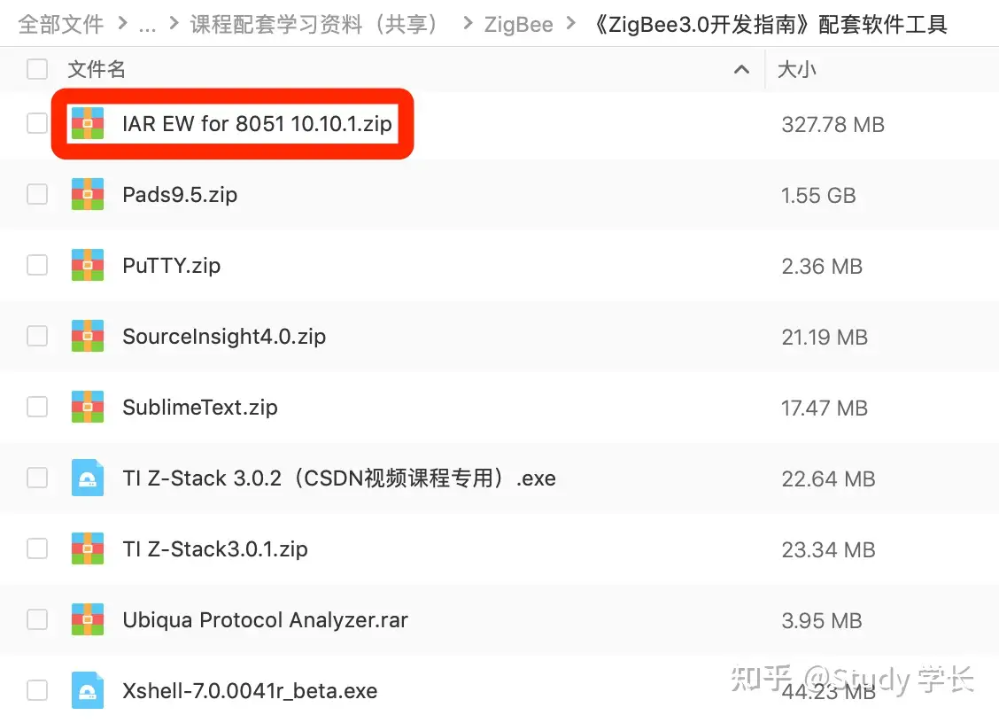 全部文件 > ... > 课程配套学习资料（共享） > ZigBee > 《ZigBee3.0开发指南》配套软件工具
文件名 大小
IAR EW for 8051 10.10.1.zip 327.78 MB
Pads9.5.zip 1.55 GB
PuTTY.zip 2.36 MB
SourceInsight4.0.zip 21.19 MB
SublimeText.zip 17.47 MB
TI Z-Stack 3.0.2（CSDN视频课程专用）.exe 22.64 MB
TI Z-Stack3.0.1.zip 23.34 MB
Ubiqua Protocol Analyzer.rar 3.95 MB
Xshell-7.0.0041r_beta.exe 44.23 MB
知乎 @Study 学长